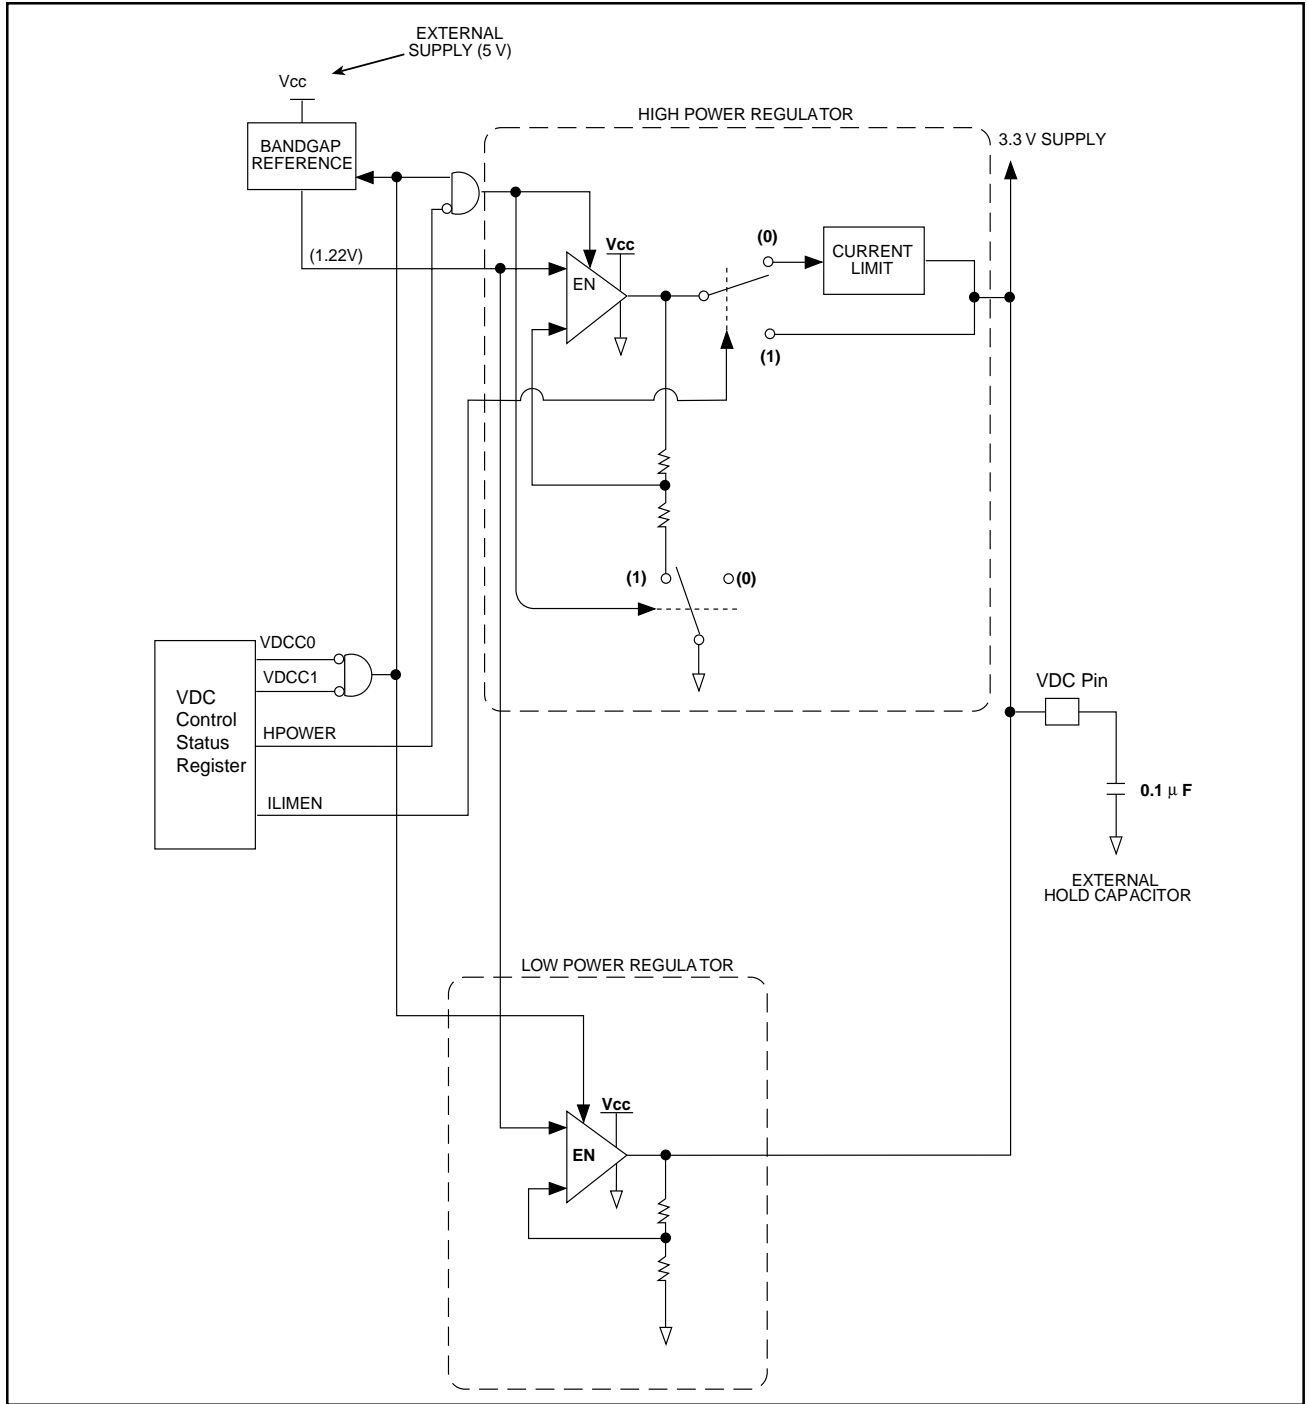 EXTERNAL
SUPPLY (5 V)
Vcc
BANDGAP
REFERENCE
HIGH POWER REGULATOR
3.3 V SUPPLY
(1.22V)
Vcc
EN
(0)
CURRENT
LIMIT
(1)
(1)
(0)
VDC
Control
Status
Register
VDCC0
VDCC1
HPOWER
ILIMEN
VDC Pin
0.1 μ F
EXTERNAL
HOLD CAPACITOR
LOW POWER REGULATOR
Vcc
EN